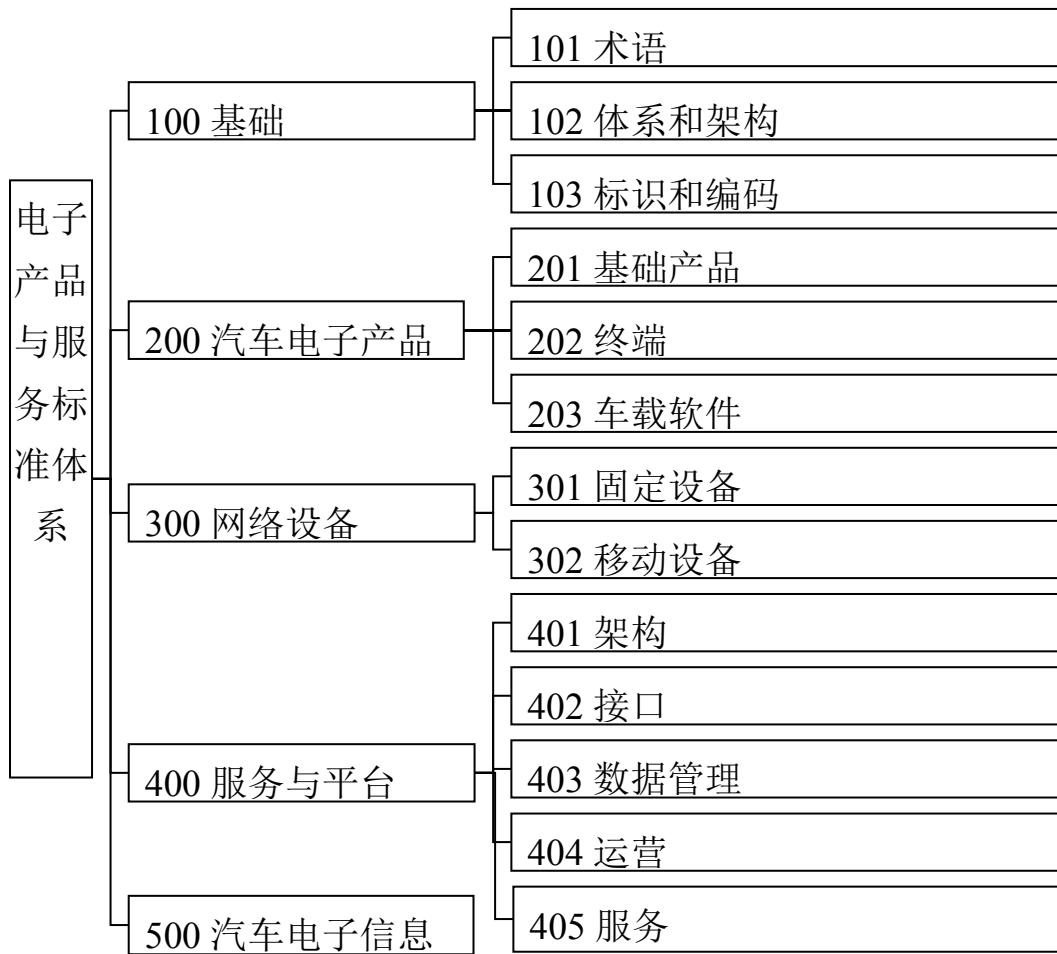 电子
产品
与服
务标
准体
系
100 基础
101 术语
102 体系和架构
103 标识和编码
200 汽车电子产品
201 基础产品
202 终端
203 车载软件
300 网络设备
301 固定设备
302 移动设备
400 服务与平台
401 架构
402 接口
403 数据管理
404 运营
405 服务
500 汽车电子信息